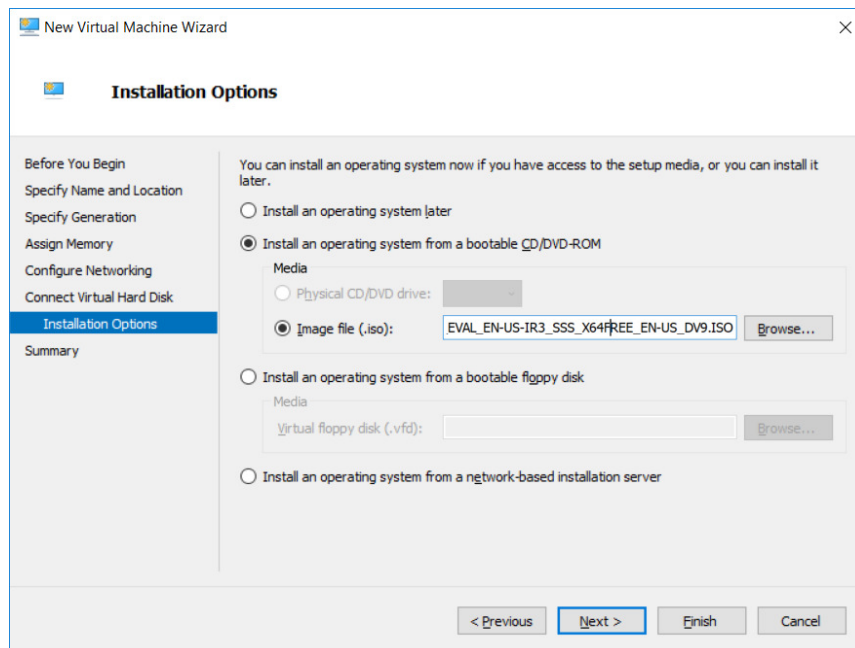 New Virtual Machine Wizard
Installation Options
Before You Begin
Specify Name and Location
Specify Generation
Assign Memory
Configure Networking
Connect Virtual Hard Disk
Installation Options
Summary
You can install an operating system now if you have access to the setup media, or you can install it
later.
Install an operating system later
Install an operating system from a bootable CD/DVD-ROM
Media
Physical CD/DVD drive:
Image file (.iso):
EVAL_EN-US-IR3_SSS_X64FREE_EN-US_DV9.ISO
Browse...
Install an operating system from a bootable floppy disk
Media
Virtual floppy disk (.vfd):
Browse...
Install an operating system from a network-based installation server
< Previous
Next >
Finish
Cancel